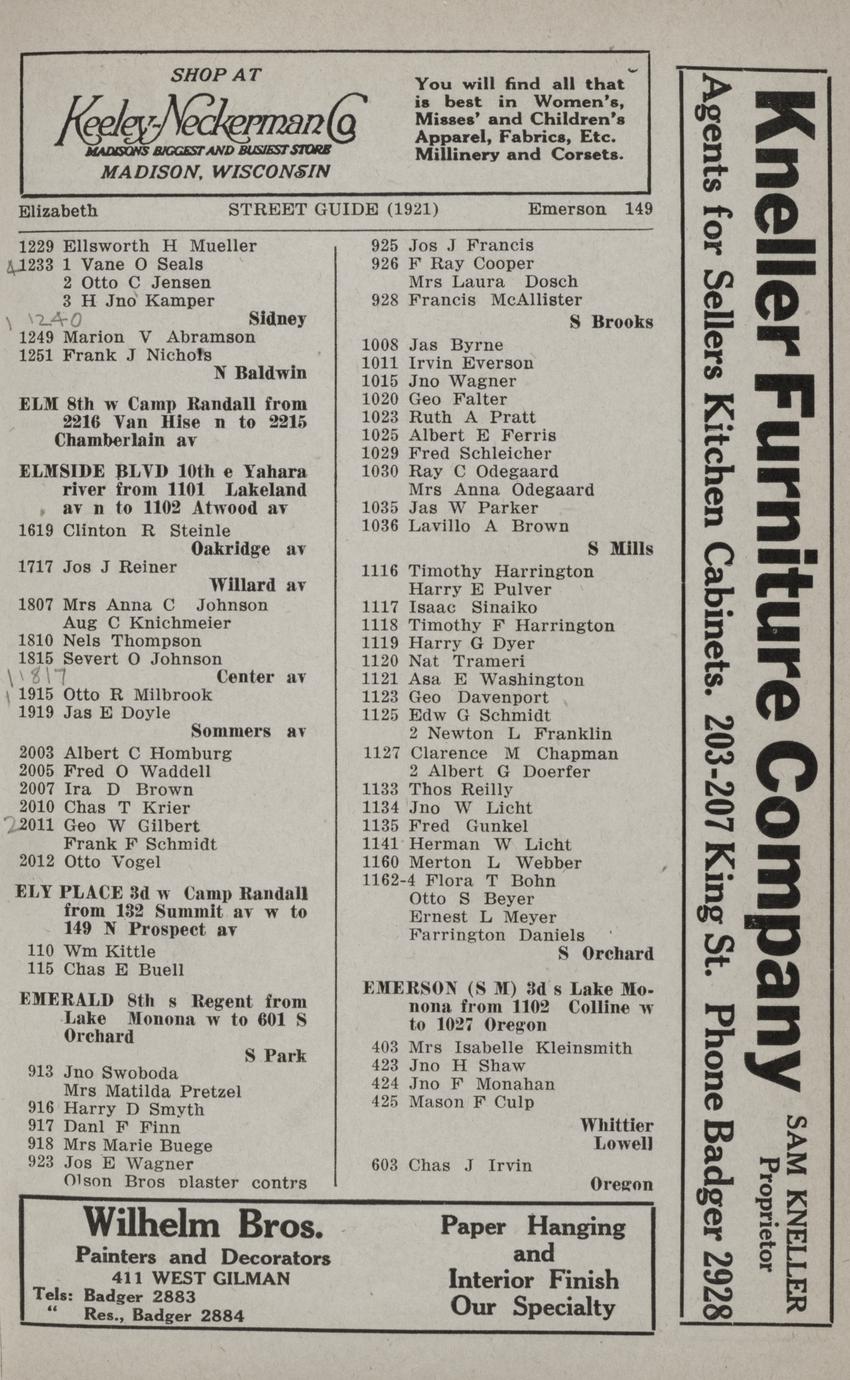 SHOP AT
Keeley-Neckerman Co
MADISONS BIGGEST AND BUSIEST STORE
MADISON, WISCONSIN
You will find all that
is best in Women's,
Misses' and Children's
Apparel, Fabrics, Etc.
Millinery and Corsets.
Elizabeth STREET GUIDE (1921) Emerson 149
1229 Ellsworth H Mueller
1233 1 Vane O Seals
2 Otto C Jensen
3 H Jno Kamper
1240 Sidney
1249 Marion V Abramson
1251 Frank J Nichols
N Baldwin
ELM 8th w Camp Randall from
2216 Van Hise n to 2215
Chamberlain av
ELMSIDE BLVD 10th e Yahara
river from 1101 Lakeland
av n to 1102 Atwood av
1619 Clinton R Steinle
Oakridge av
1717 Jos J Reiner
Willard av
1807 Mrs Anna C Johnson
Aug C Knichmeier
1810 Nels Thompson
1815 Severt O Johnson
1817 Center av
1915 Otto R Milbrook
1919 Jas E Doyle
Sommers av
2003 Albert C Homburg
2005 Fred O Waddell
2007 Ira D Brown
2010 Chas T Krier
2011 Geo W Gilbert
Frank F Schmidt
2012 Otto Vogel
ELY PLACE 3d w Camp Randall
from 132 Summit av w to
149 N Prospect av
110 Wm Kittle
115 Chas E Buell
EMERALD 8th s Regent from
Lake Monona w to 601 S
Orchard
S Park
913 Jno Swoboda
Mrs Matilda Pretzel
916 Harry D Smyth
917 Danl F Finn
918 Mrs Marie Buege
923 Jos E Wagner
Olson Bros plaster contrs
925 Jos J Francis
926 F Ray Cooper
Mrs Laura Dosch
928 Francis McAllister
S Brooks
1008 Jas Byrne
1011 Irvin Everson
1015 Jno Wagner
1020 Geo Falter
1023 Ruth A Pratt
1025 Albert E Ferris
1029 Fred Schleicher
1030 Ray C Odegaard
Mrs Anna Odegaard
1035 Jas W Parker
1036 Lavillo A Brown
S Mills
1116 Timothy Harrington
Harry E Pulver
1117 Isaac Sinaiko
1118 Timothy F Harrington
1119 Harry G Dyer
1120 Nat Trameri
1121 Asa E Washington
1123 Geo Davenport
1125 Edw G Schmidt
2 Newton L Franklin
1127 Clarence M Chapman
2 Albert G Doerfer
1133 Thos Reilly
1134 Jno W Licht
1135 Fred Gunkel
1141 Herman W Licht
1160 Merton L Webber
1162-4 Flora T Bohn
Otto S Beyer
Ernest L Meyer
Farrington Daniels
S Orchard
EMERSON (S M) 3d s Lake Mo-
nona from 1102 Colline w
to 1027 Oregon
403 Mrs Isabelle Kleinsmith
423 Jno H Shaw
424 Jno F Monahan
425 Mason F Culp
Whittier
Lowell
603 Chas J Irvin
Oregon
Wilhelm Bros.
Painters and Decorators
411 WEST GILMAN
Tels: Badger 2883
" Res., Badger 2884
Paper Hanging
and
Interior Finish
Our Specialty
Kneller Furniture Company
SAM KNELLER
Proprietor
Agents for Sellers Kitchen Cabinets. 203-207 King St. Phone Badger 2928